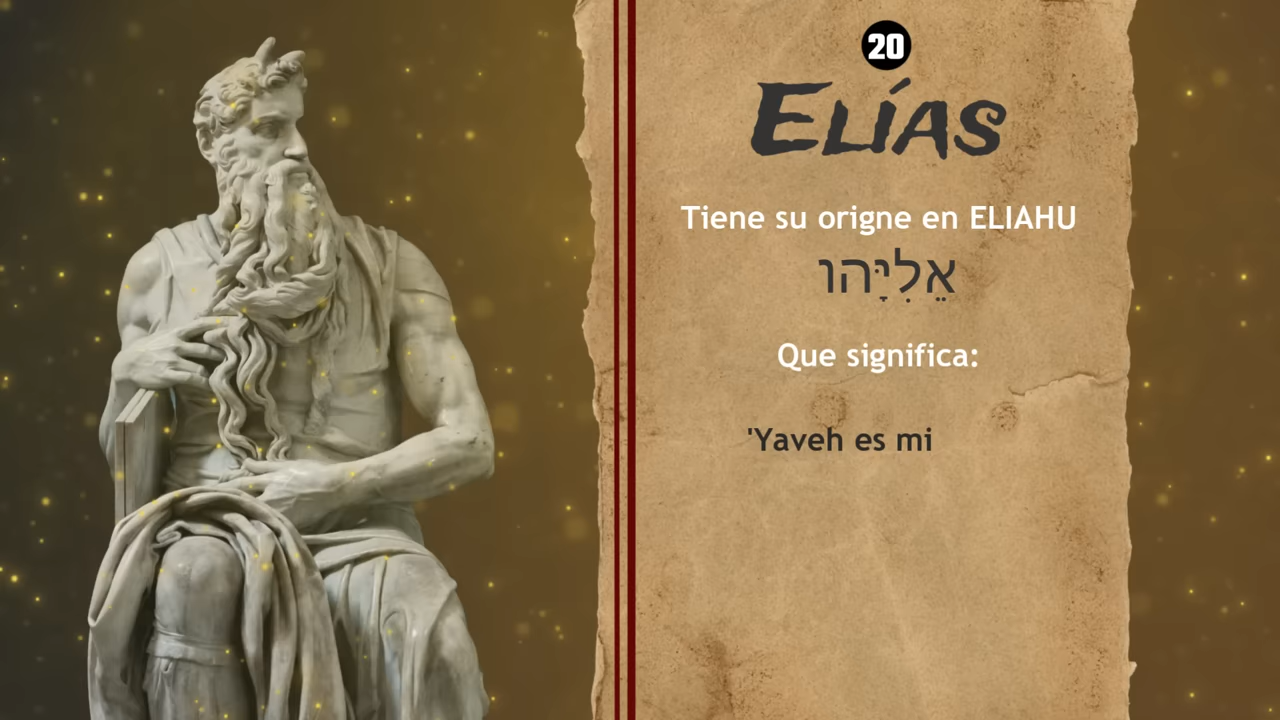 20
ELÍAS
Tiene su origne en ELIAHU
אֵלִיָּהו
Que significa:
'Yaveh es mi